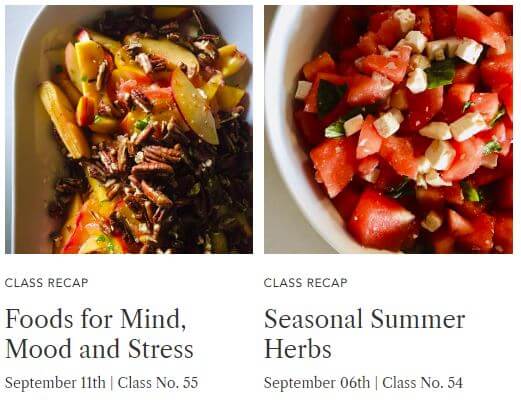 CLASS RECAP
Foods for Mind,
Mood and Stress
September 11th | Class No. 55
CLASS RECAP
Seasonal Summer
Herbs
September 06th | Class No. 54